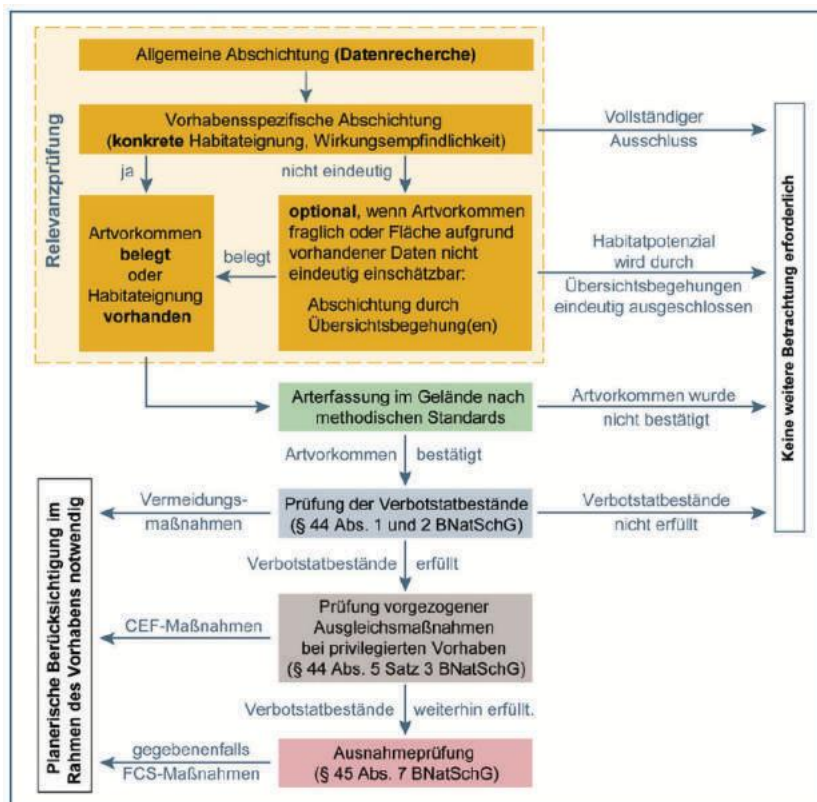 Allgemeine Abschichtung (Datenrecherche)
Relevanzprüfung
Vorhabensspezifische Abschichtung
(konkrete Habitateignung, Wirkungsempfindlichkeit)
Vollständiger
Ausschluss
ja
nicht eindeutig
Artvorkommen
belegt
oder
Habitateignung
vorhanden
belegt
optional, wenn Artvorkommen
fraglich oder Fläche aufgrund
vorhandener Daten nicht
eindeutig einschätzbar:
Abschichtung durch
Übersichtsbegehung(en)
Habitatpotenzial
wird durch
Übersichtsbegehungen
eindeutig ausgeschlossen
Keine weitere Betrachtung erforderlich
Arterfassung im Gelände nach
methodischen Standards
Artvorkommen wurde
nicht bestätigt
Artvorkommen bestätigt
Vermeidungs-
maßnahmen
Prüfung der Verbotstatbestände
(§ 44 Abs. 1 und 2 BNatSchG)
Verbotstatbestände
nicht erfüllt
Verbotstatbestände erfüllt
Planerische Berücksichtigung im
Rahmen des Vorhabens notwendig
CEF-Maßnahmen
Prüfung vorgezogener
Ausgleichsmaßnahmen
bei privilegierten Vorhaben
(§ 44 Abs. 5 Satz 3 BNatSchG)
Verbotstatbestände weiterhin erfüllt.
gegebenenfalls
FCS-Maßnahmen
Ausnahmeprüfung
(§ 45 Abs. 7 BNatSchG)